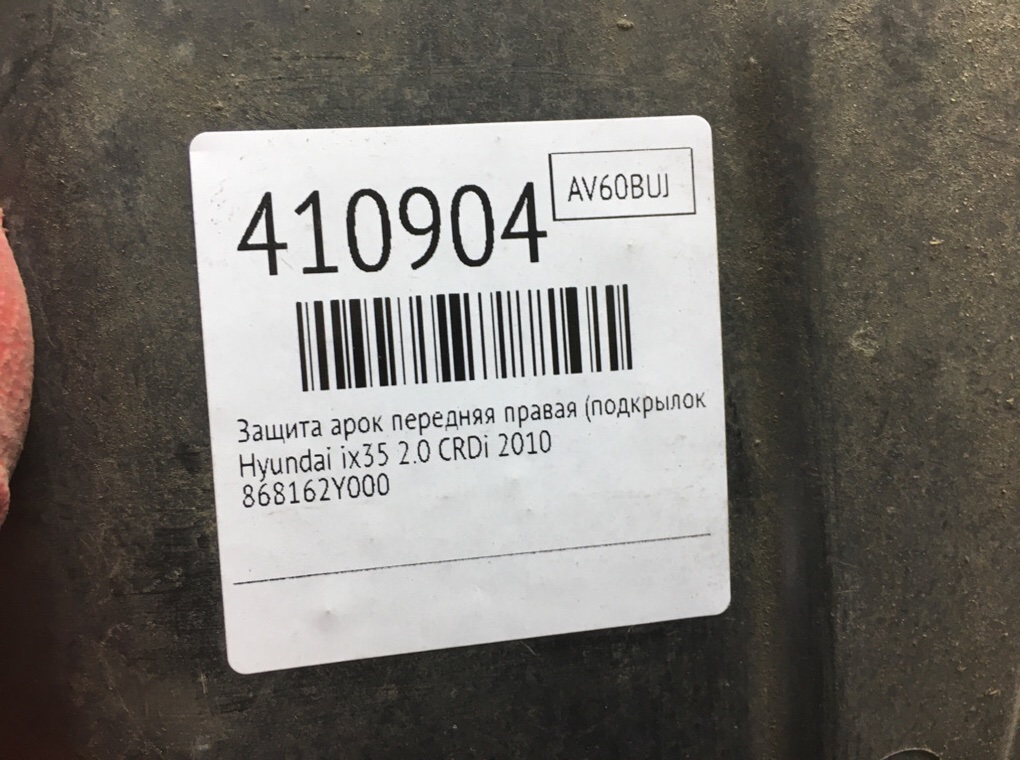 410904
AV60BUJ
Защита арок передняя правая (подкрылок
Hyundai ix35 2.0 CRDi 2010
868162Y000